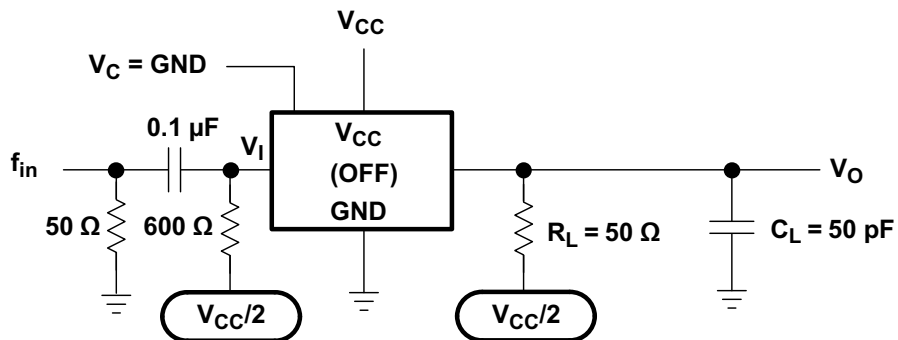 V_CC
V_C = GND
0.1 µF
V_I
V_CC
f_in
(OFF)
V_O
GND
50 Ω
600 Ω
R_L = 50 Ω
C_L = 50 pF
V_CC/2
V_CC/2